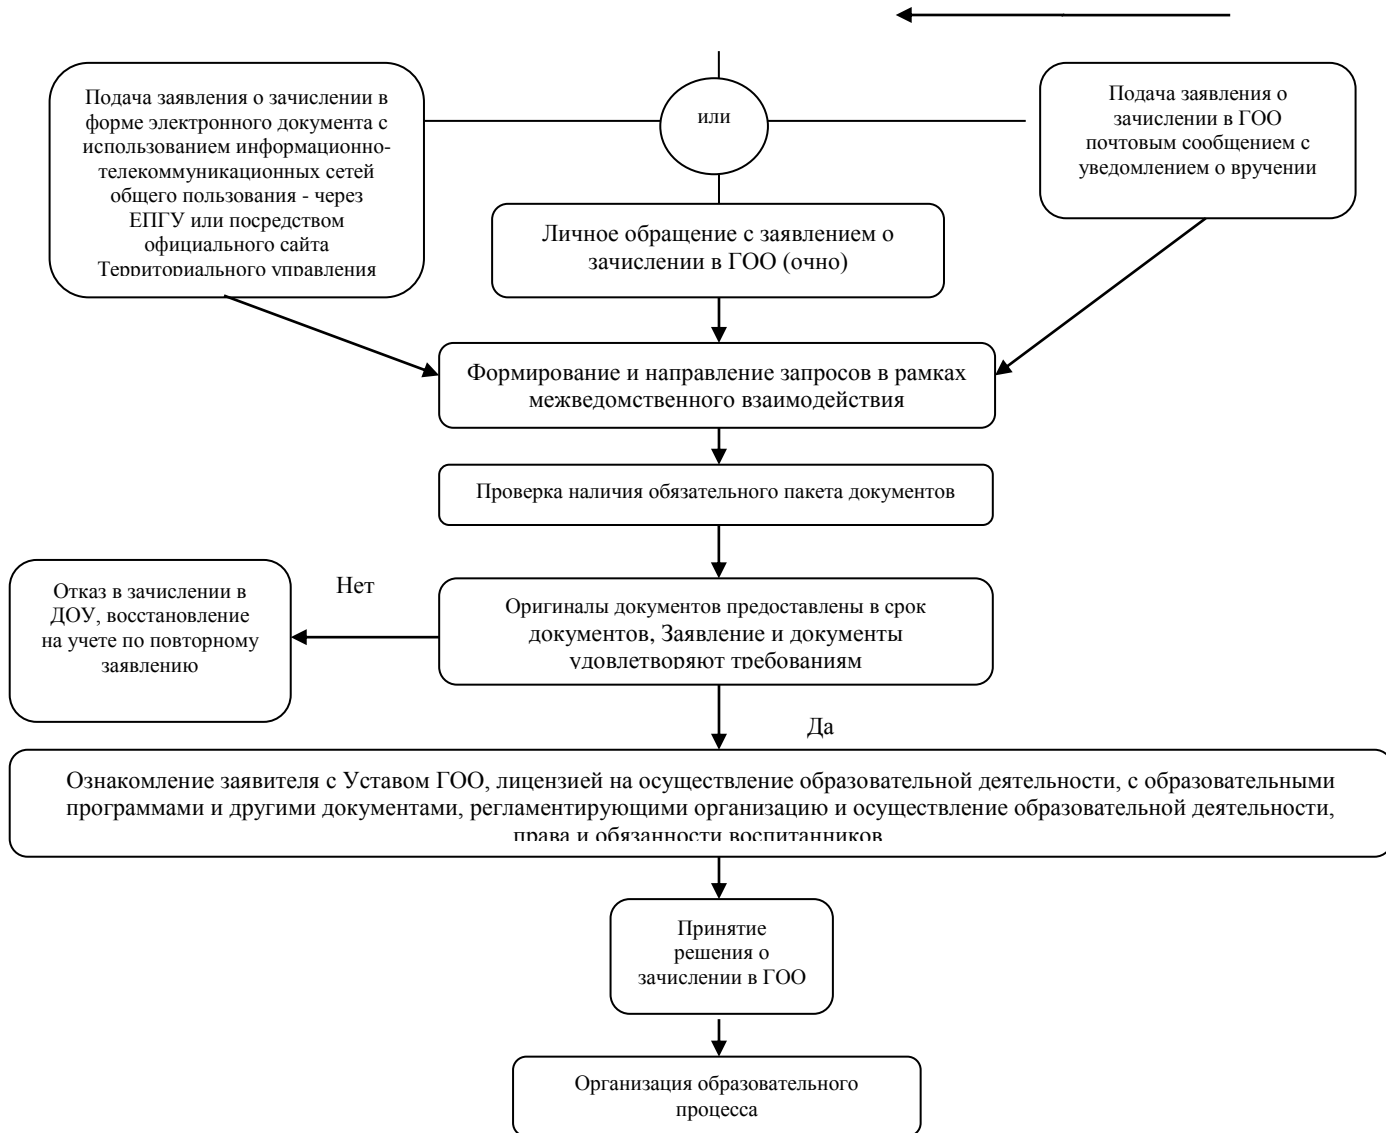 Подача заявления о зачислении в
форме электронного документа с
использованием информационно-
телекоммуникационных сетей
общего пользования - через
ЕПГУ или посредством
официального сайта
Территориального управления
или
Подача заявления о
зачислении в ГОО
почтовым сообщением с
уведомлением о вручении
Личное обращение с заявлением о
зачислении в ГОО (очно)
Формирование и направление запросов в рамках
межведомственного взаимодействия
Проверка наличия обязательного пакета документов
Отказ в зачислении в
ДОУ, восстановление
на учете по повторному
заявлению
Нет
Оригиналы документов предоставлены в срок
документов, Заявление и документы
удовлетворяют требованиям
Да
Ознакомление заявителя с Уставом ГОО, лицензией на осуществление образовательной деятельности, с образовательными
программами и другими документами, регламентирующими организацию и осуществление образовательной деятельности,
права и обязанности воспитанников
Принятие
решения о
зачислении в ГОО
Организация образовательного
процесса